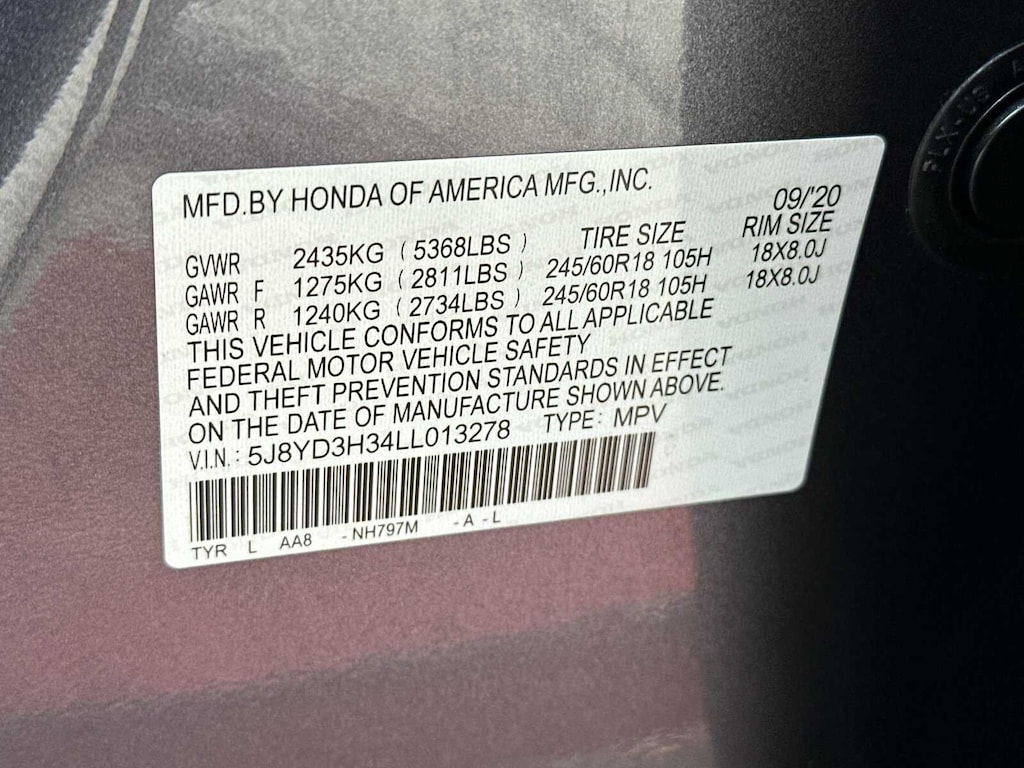 MFD.BY HONDA OF AMERICA MFG.,INC. 09/'20
TIRE SIZE RIM SIZE
GVWR 2435KG (5368LBS)
GAWR F 1275KG (2811LBS) 245/60R18 105H 18X8.0J
GAWR R 1240KG (2734LBS) 245/60R18 105H 18X8.0J
THIS VEHICLE CONFORMS TO ALL APPLICABLE
FEDERAL MOTOR VEHICLE SAFETY
AND THEFT PREVENTION STANDARDS IN EFFECT
ON THE DATE OF MANUFACTURE SHOWN ABOVE.
V.I.N.: 5J8YD3H34LL013278 TYPE: MPV
TYR L AA8 -NH797M -A -L
PLX-US